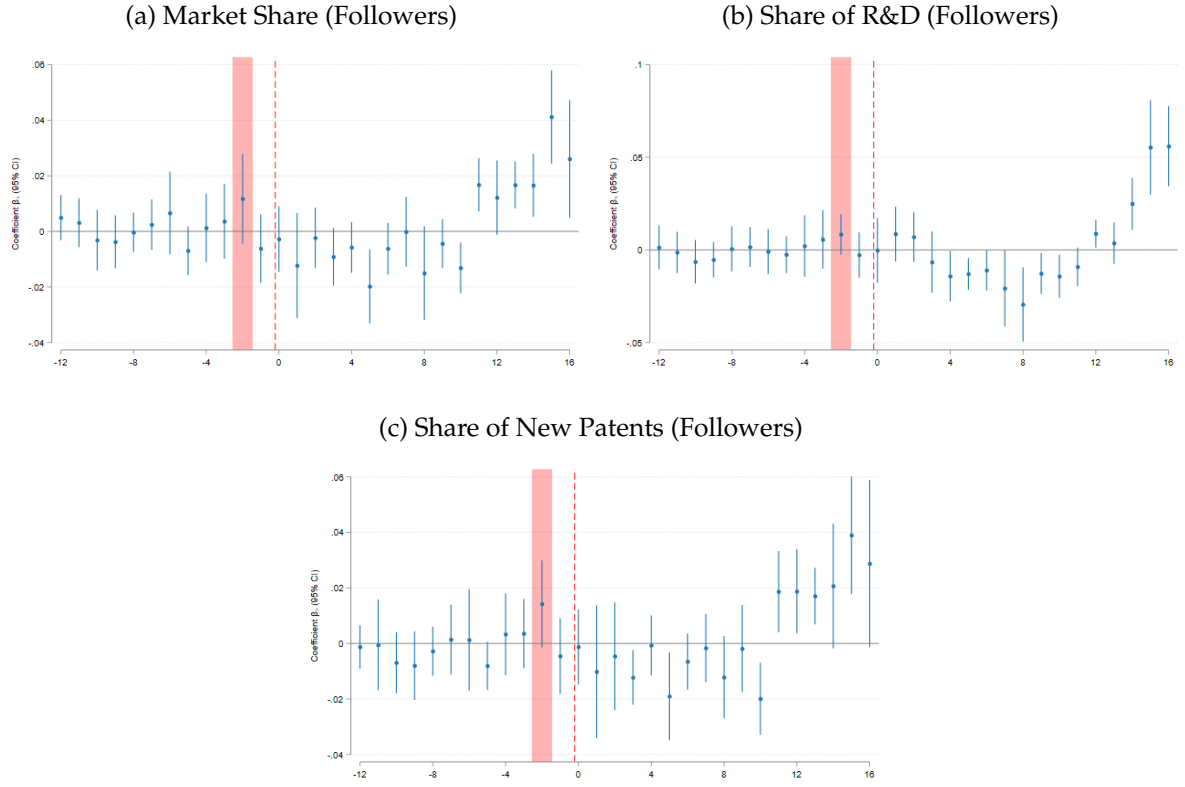 (a) Market Share (Followers)
(b) Share of R&D (Followers)
Coefficient β, (95% CI)
.06
.04
.02
0
-.02
-.04
-12 -8 -4 0 4 8 12 16
Coefficient β, (95% CI)
.1
.05
0
-.05
-12 -8 -4 0 4 8 12 16
(c) Share of New Patents (Followers)
Coefficient β, (95% CI)
.06
.04
.02
0
-.02
-.04
-12 -8 -4 0 4 8 12 16